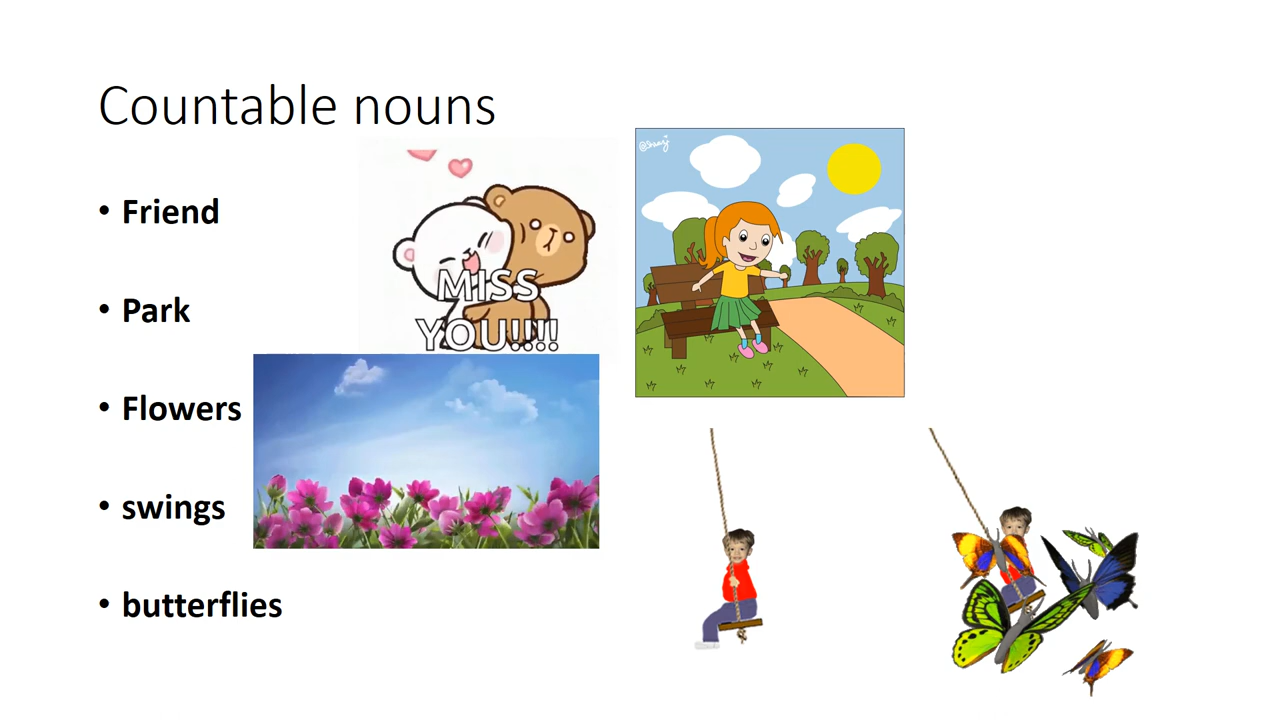 Countable nouns
• Friend
• Park
• Flowers
• swings
• butterflies
MISS
YOU!!!!